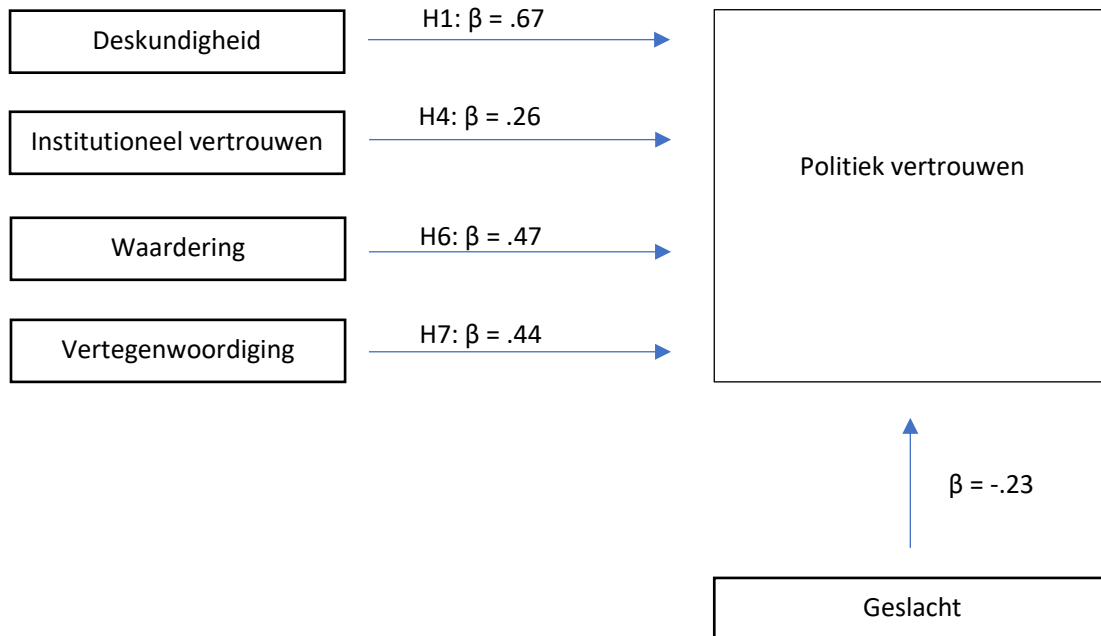 Deskundigheid
H1: β = .67
Institutioneel vertrouwen
H4: β = .26
Waardering
H6: β = .47
Vertegenwoordiging
H7: β = .44
Politiek vertrouwen
β = -.23
Geslacht